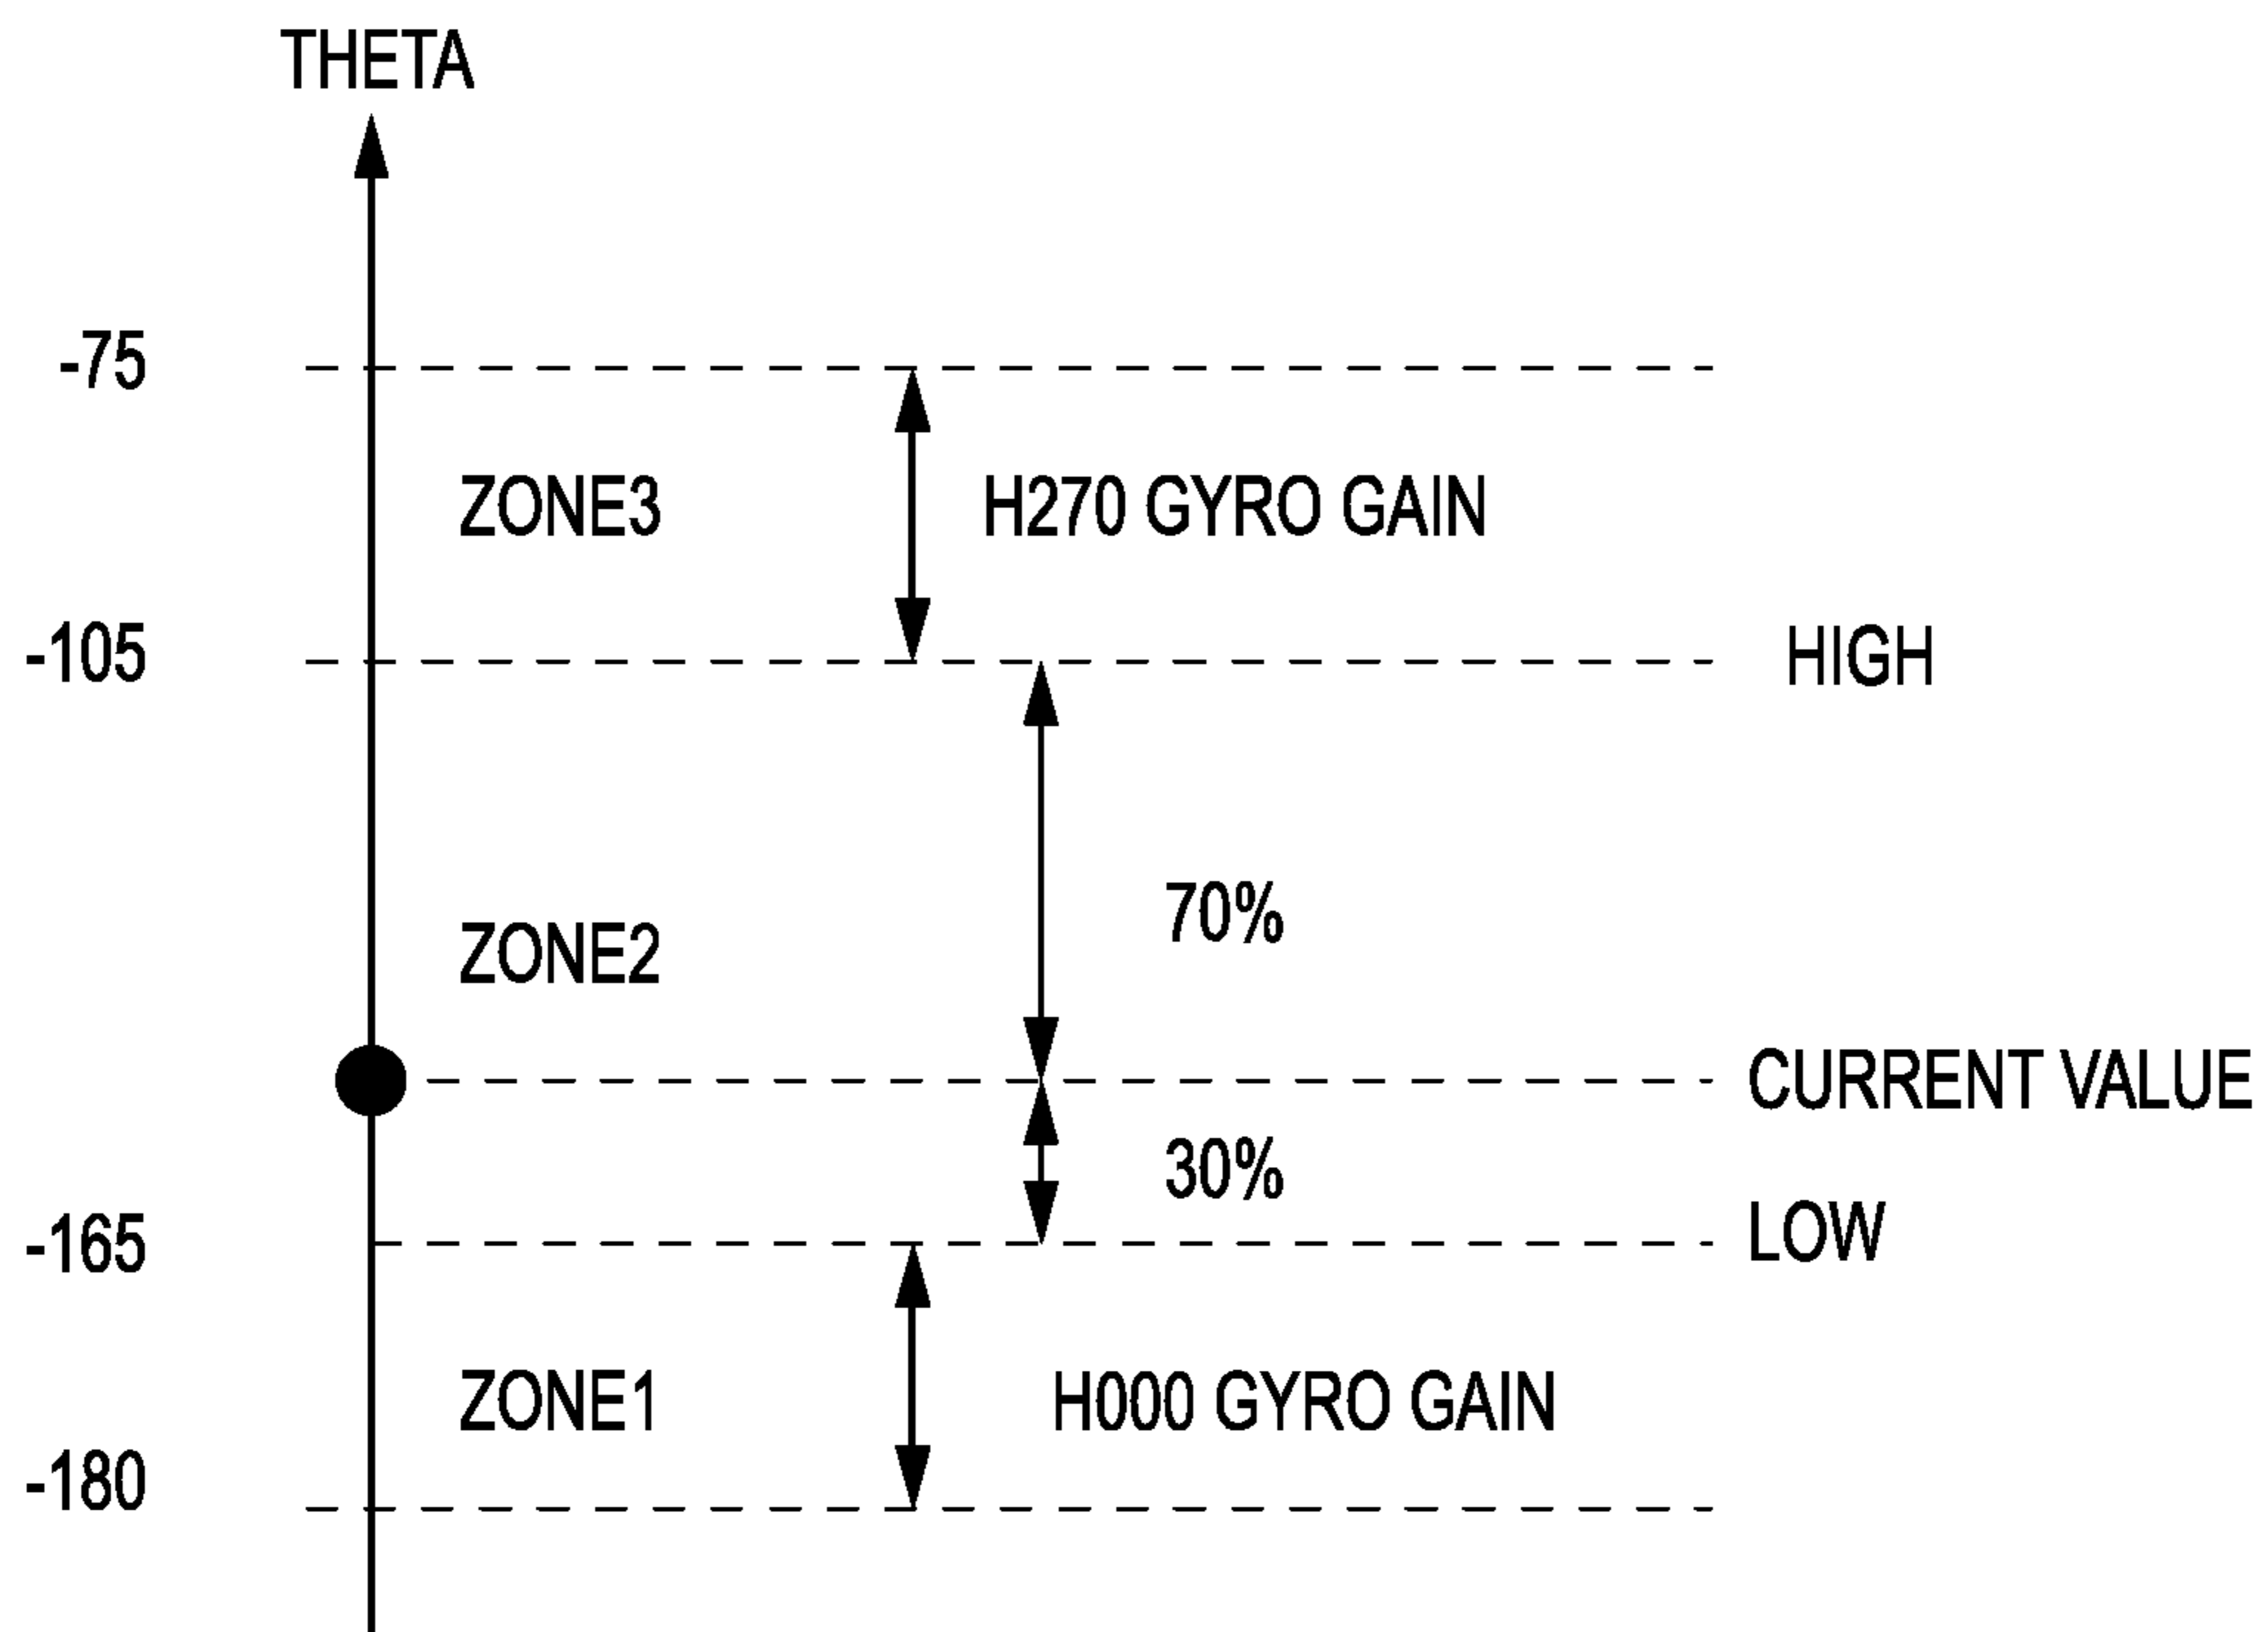 THETA
-75
ZONE3 H270 GYRO GAIN
-105 HIGH
70%
ZONE2
CURRENT VALUE
30%
-165 LOW
ZONE1 H000 GYRO GAIN
-180